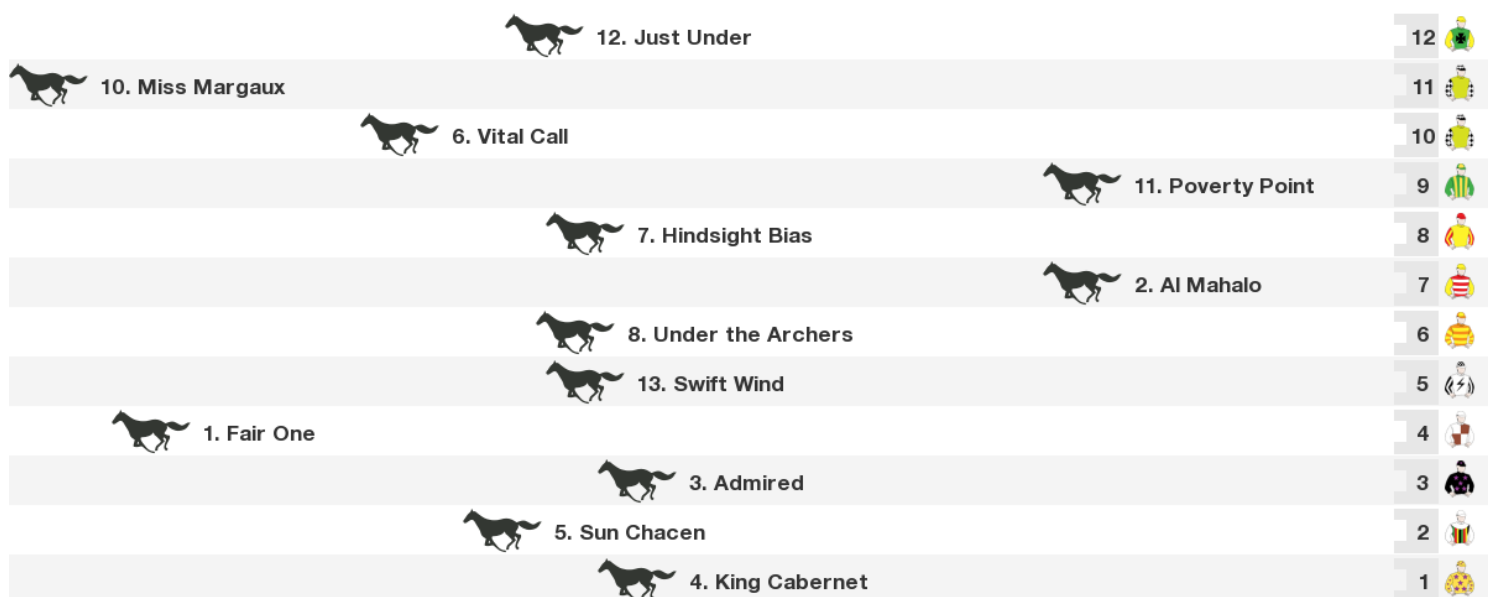 12. Just Under 12
10. Miss Margaux 11
6. Vital Call 10
11. Poverty Point 9
7. Hindsight Bias 8
2. Al Mahalo 7
8. Under the Archers 6
13. Swift Wind 5
1. Fair One 4
3. Admired 3
5. Sun Chacen 2
4. King Cabernet 1